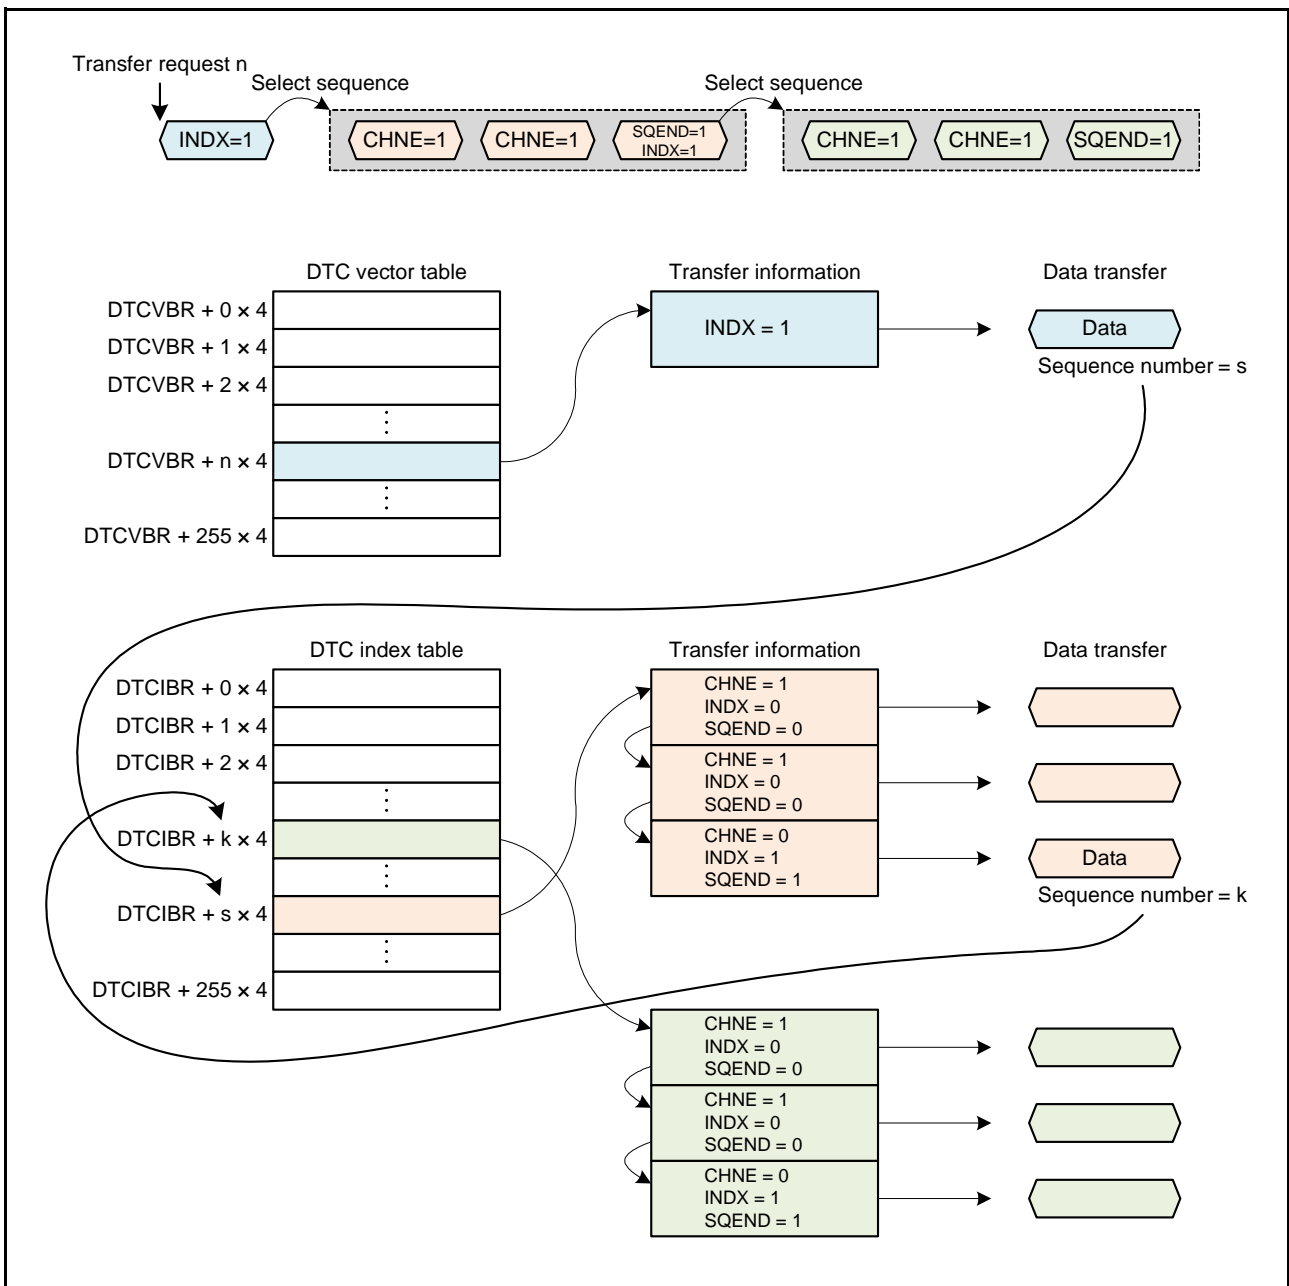 Transfer request n
Select sequence
Select sequence
INDX=1
CHNE=1
CHNE=1
SQEND=1
INDX=1
CHNE=1
CHNE=1
SQEND=1
DTC vector table
Transfer information
Data transfer
DTCVBR + 0 × 4
DTCVBR + 1 × 4
DTCVBR + 2 × 4
⋮
DTCVBR + n × 4
⋮
DTCVBR + 255 × 4
INDX = 1
Data
Sequence number = s
DTC index table
Transfer information
Data transfer
DTCIBR + 0 × 4
DTCIBR + 1 × 4
DTCIBR + 2 × 4
⋮
DTCIBR + k × 4
⋮
DTCIBR + s × 4
⋮
DTCIBR + 255 × 4
CHNE = 1
INDX = 0
SQEND = 0
CHNE = 1
INDX = 0
SQEND = 0
CHNE = 0
INDX = 1
SQEND = 1
Data
Sequence number = k
CHNE = 1
INDX = 0
SQEND = 0
CHNE = 1
INDX = 0
SQEND = 0
CHNE = 0
INDX = 1
SQEND = 1